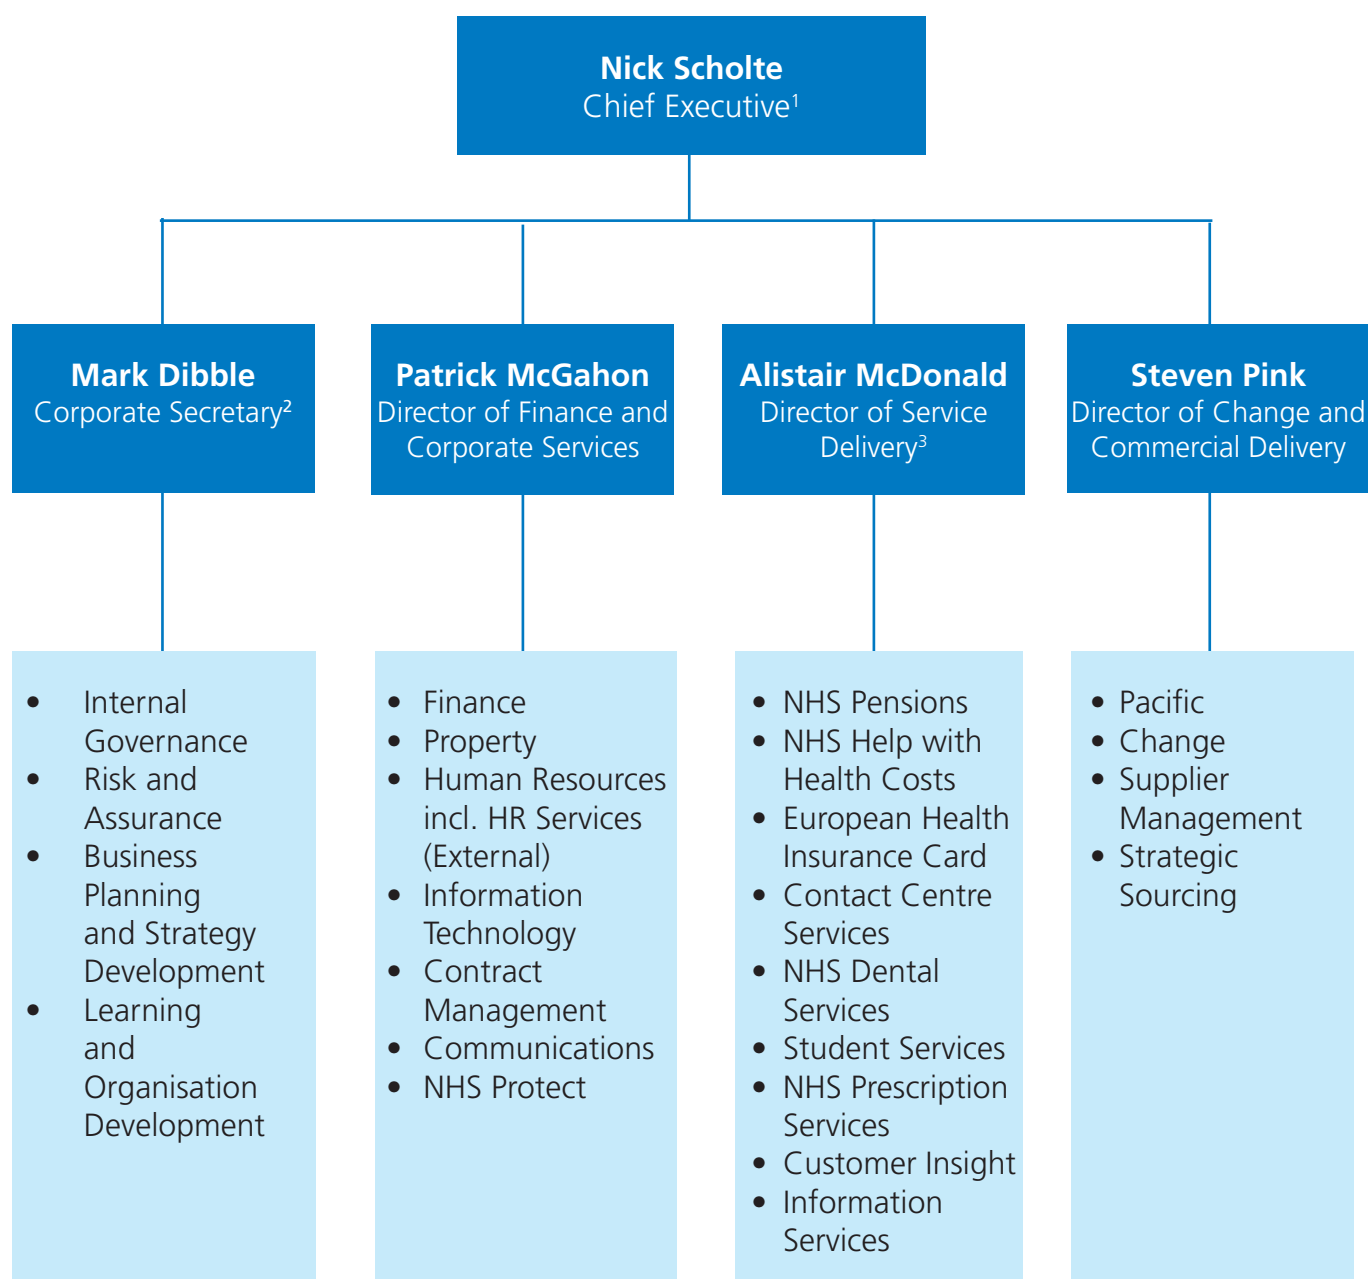 Nick Scholte
Chief Executive¹
Mark Dibble
Corporate Secretary²
Patrick McGahon
Director of Finance and
Corporate Services
Alistair McDonald
Director of Service
Delivery³
Steven Pink
Director of Change and
Commercial Delivery
• Internal
Governance
• Risk and
Assurance
• Business
Planning
and Strategy
Development
• Learning
and
Organisation
Development
• Finance
• Property
• Human Resources
incl. HR Services
(External)
• Information
Technology
• Contract
Management
• Communications
• NHS Protect
• NHS Pensions
• NHS Help with
Health Costs
• European Health
Insurance Card
• Contact Centre
Services
• NHS Dental
Services
• Student Services
• NHS Prescription
Services
• Customer Insight
• Information
Services
• Pacific
• Change
• Supplier
Management
• Strategic
Sourcing